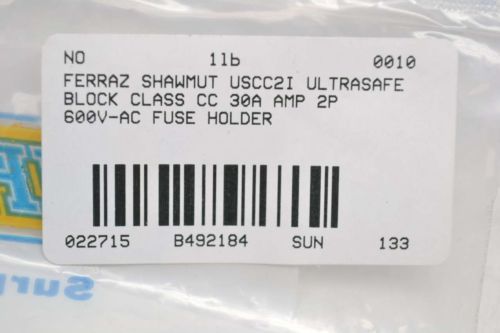 NO 1lb 0010
FERRAZ SHAWMUT USCC2I ULTRASAFE
BLOCK CLASS CC 30A AMP 2P
600V-AC FUSE HOLDER
022715 B492184 SUN 133